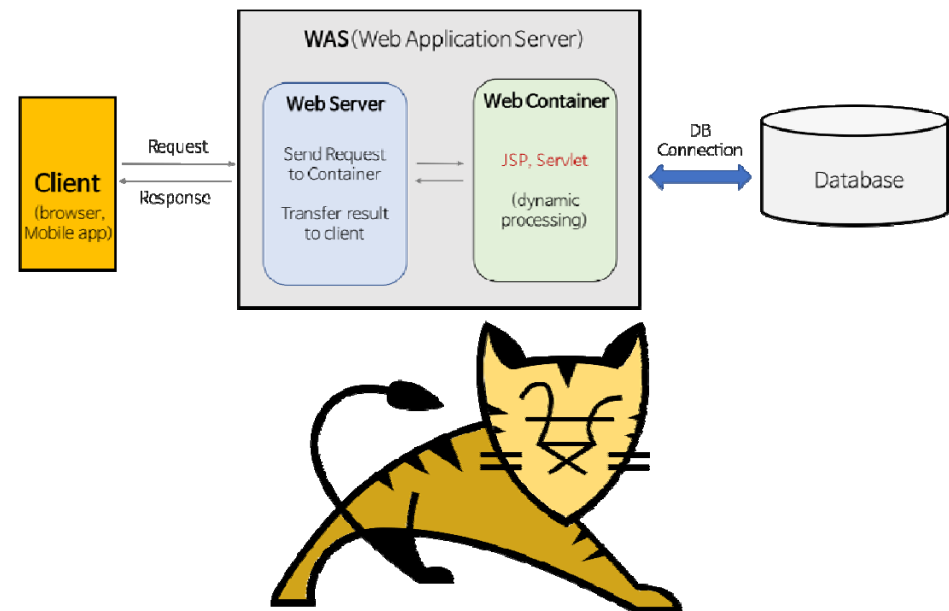 WAS(Web Application Server)
Web Server
Send Request
to Container
Transfer result
to client
Web Container
JSP, Servlet
(dynamic
processing)
Client
(browser,
Mobile app)
Request
Response
DB
Connection
Database